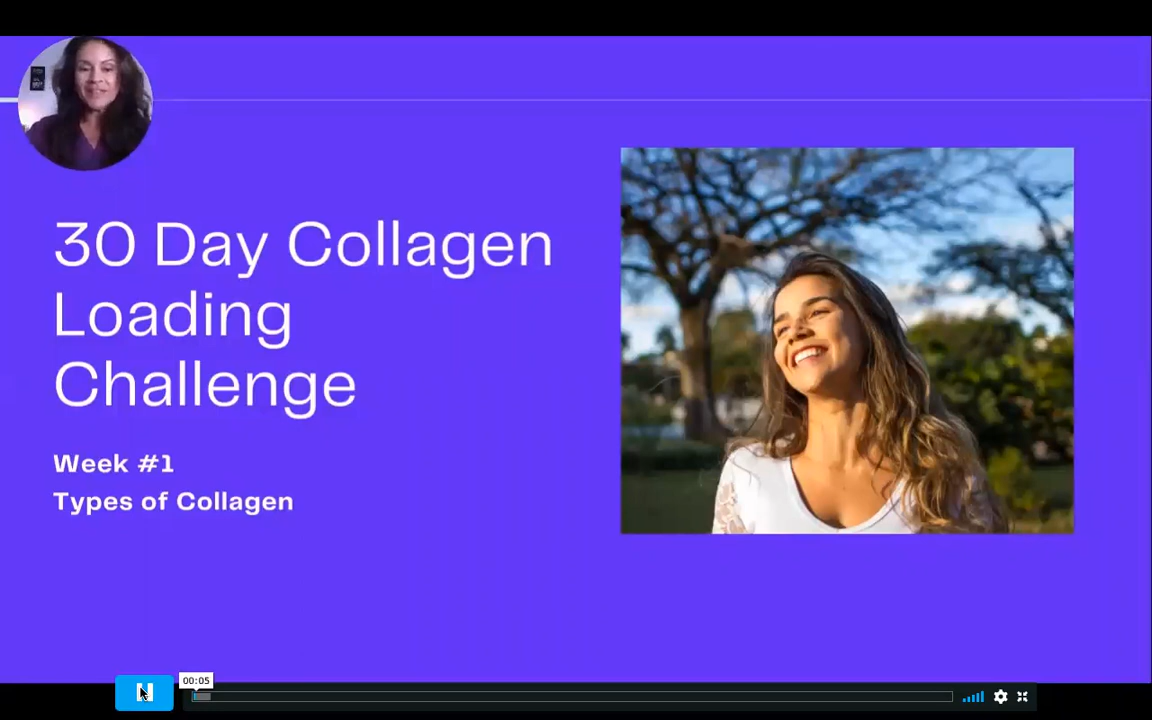 30 Day Collagen
Loading
Challenge
Week #1
Types of Collagen
00:05